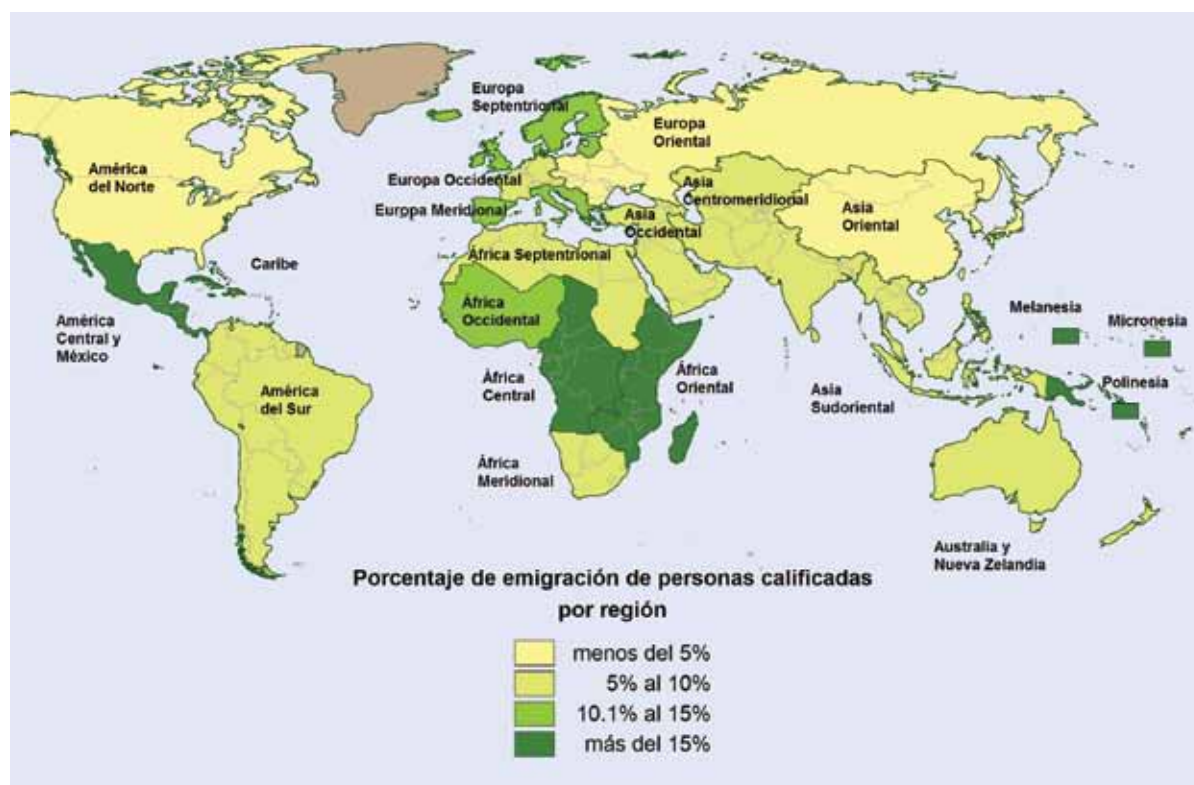 Europa
Septentrional
Europa
Oriental
América
del Norte
Europa Occidental
Asia
Centromeridional
Europa Meridional
Asia
Occidental
Asia
Oriental
África Septentrional
Caribe
África
Occidental
Melanesia
Micronesia
América
Central y
México
África
Central
África
Oriental
Polinesia
América
del Sur
Asia
Sudoriental
África
Meridional
Australia y
Nueva Zelandia
Porcentaje de emigración de personas calificadas
por región
menos del 5%
5% al 10%
10.1% al 15%
más del 15%